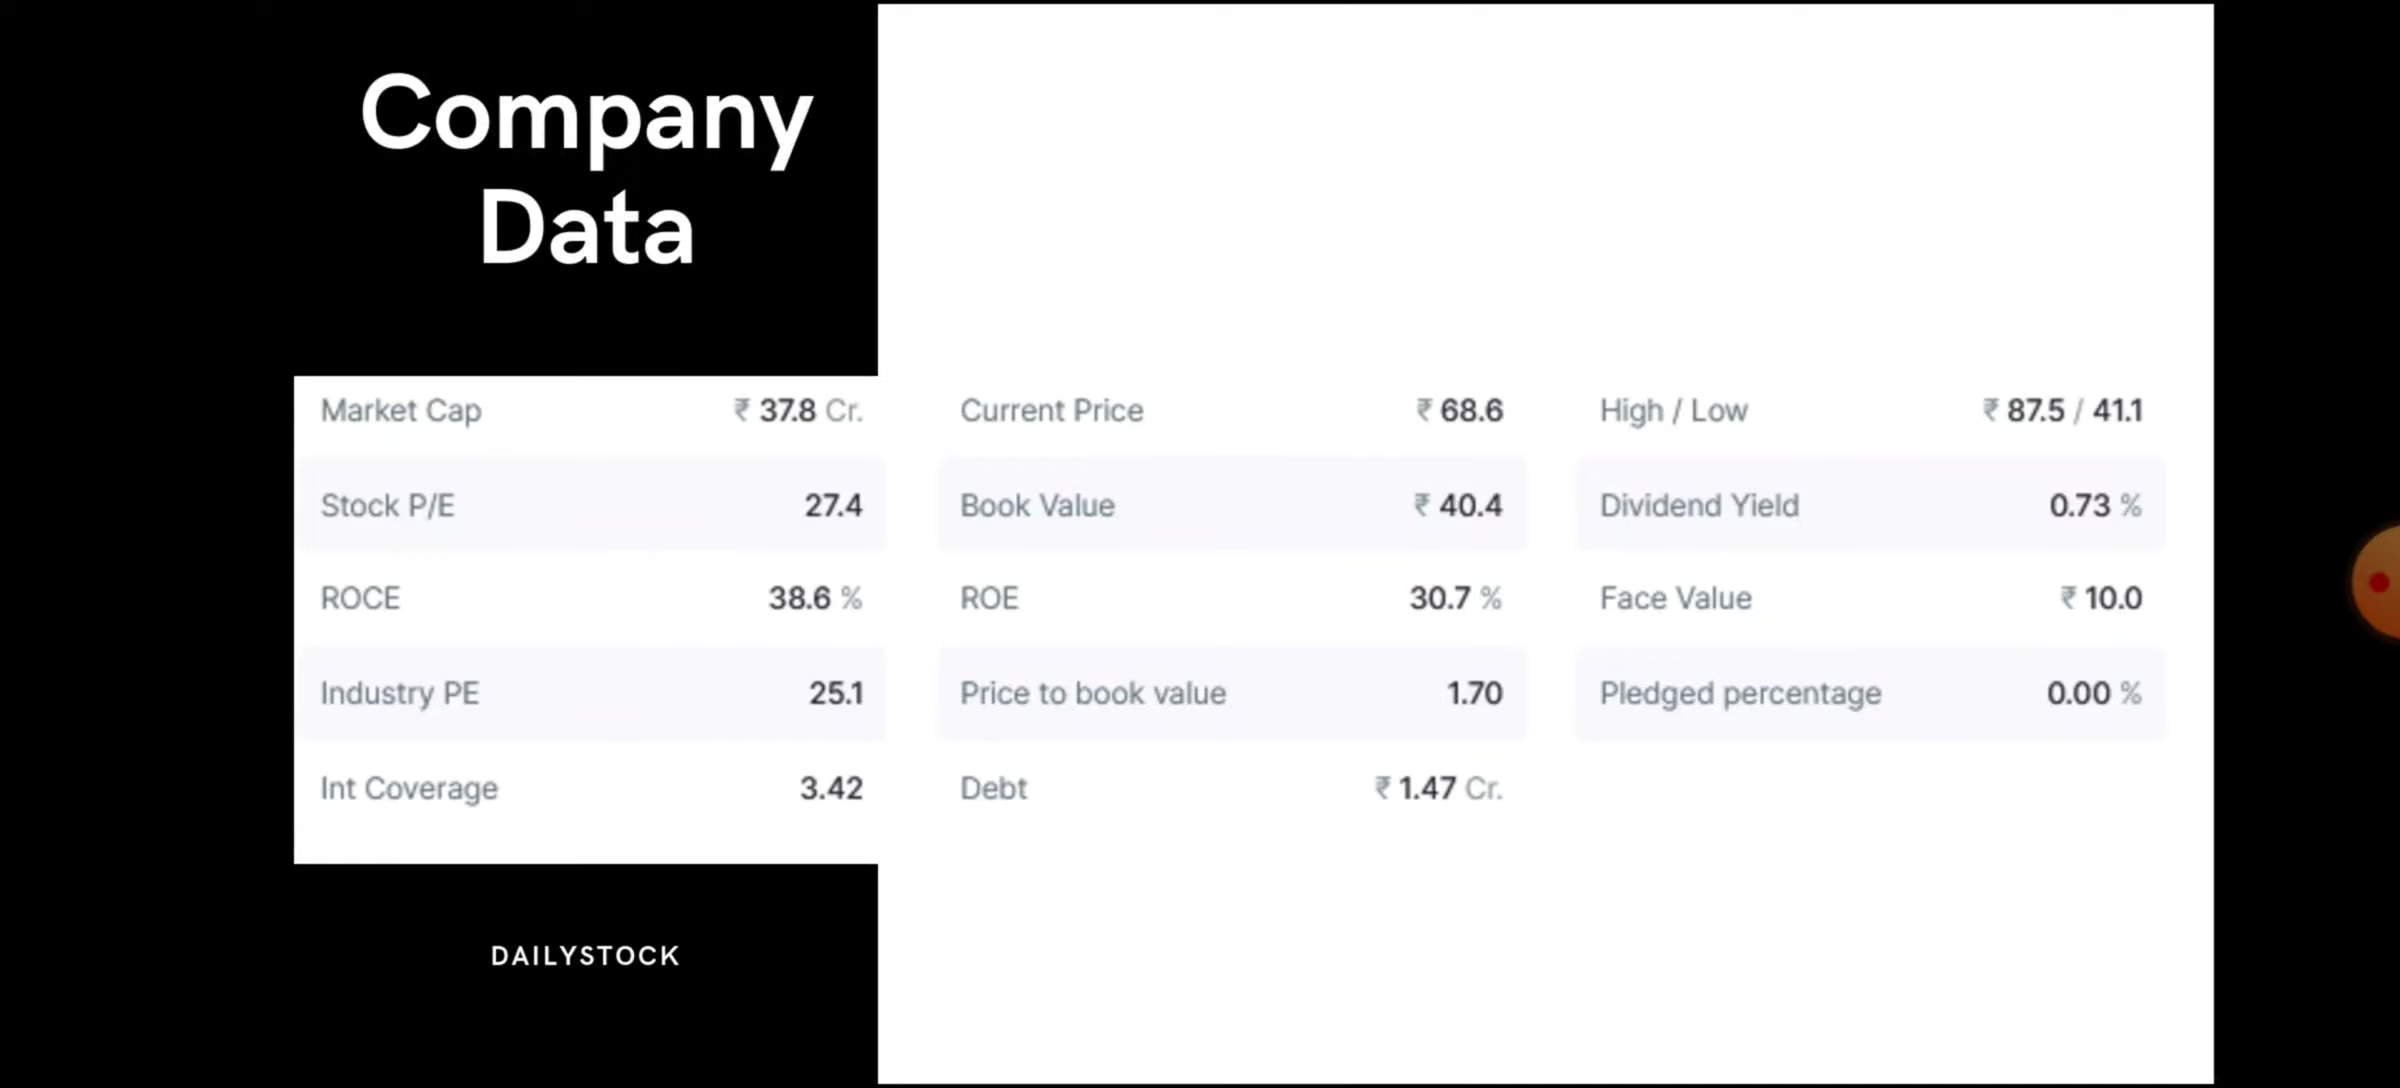 Company
Data
Market Cap ₹ 37.8 Cr. Current Price ₹ 68.6 High / Low ₹ 87.5 / 41.1
Stock P/E 27.4 Book Value ₹ 40.4 Dividend Yield 0.73 %
ROCE 38.6 % ROE 30.7 % Face Value ₹ 10.0
Industry PE 25.1 Price to book value 1.70 Pledged percentage 0.00 %
Int Coverage 3.42 Debt ₹ 1.47 Cr.
DAILYSTOCK